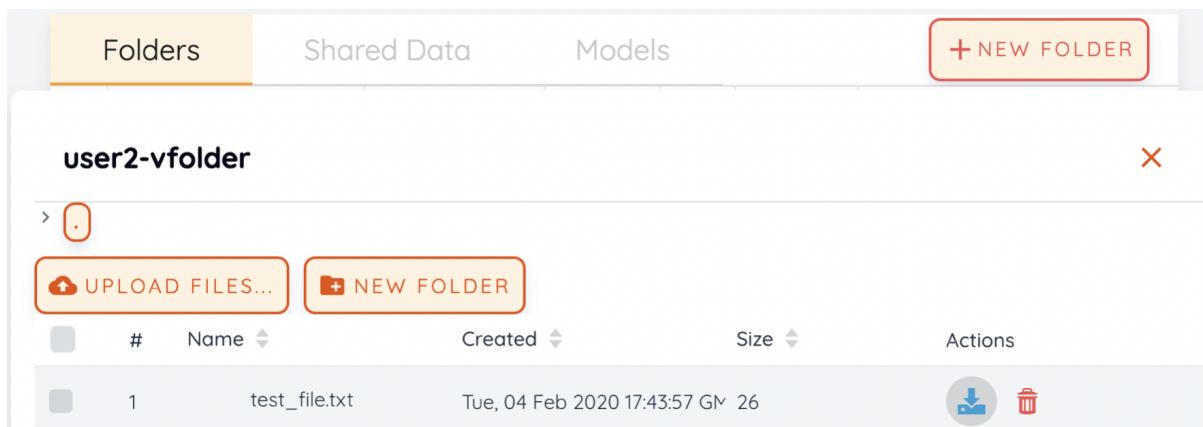 Folders Shared Data Models + NEW FOLDER
user2-vfolder
> .
UPLOAD FILES... NEW FOLDER
# Name Created Size Actions
1 test_file.txt Tue, 04 Feb 2020 17:43:57 GM 26